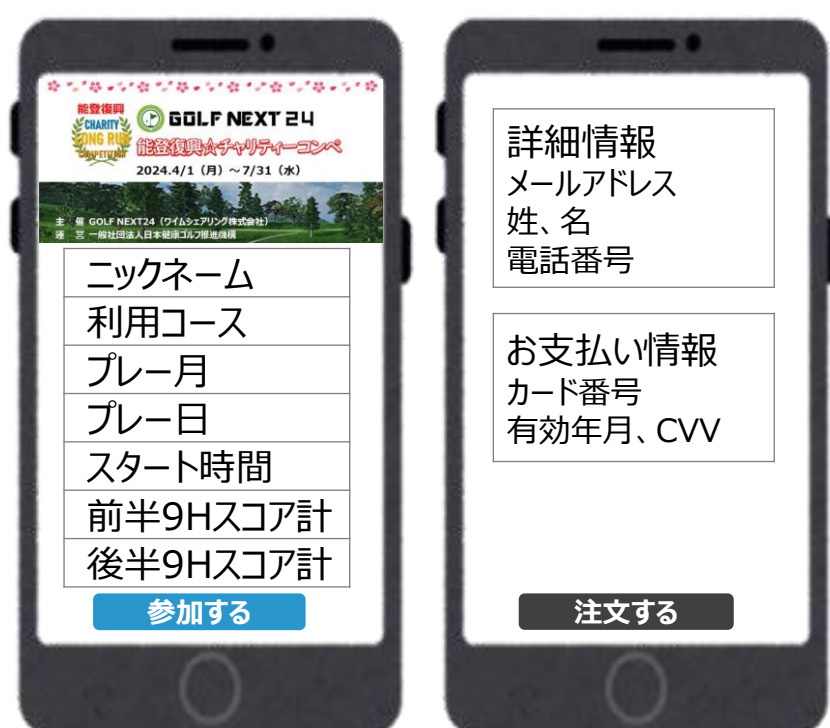 能登復興
CHARITY
LONG RUN
COMPETITION
GOLF NEXT 24
能登復興☆チャリティーコンペ
2024.4/1（月）～7/31（水）
主　催 GOLF NEXT24（ワイムシェアリング株式会社）
運　営 一般社団法人日本健康ゴルフ推進機構
ニックネーム
利用コース
プレー月
プレー日
スタート時間
前半9Hスコア計
後半9Hスコア計
参加する
詳細情報
メールアドレス
姓、名
電話番号
お支払い情報
カード番号
有効年月、CVV
注文する